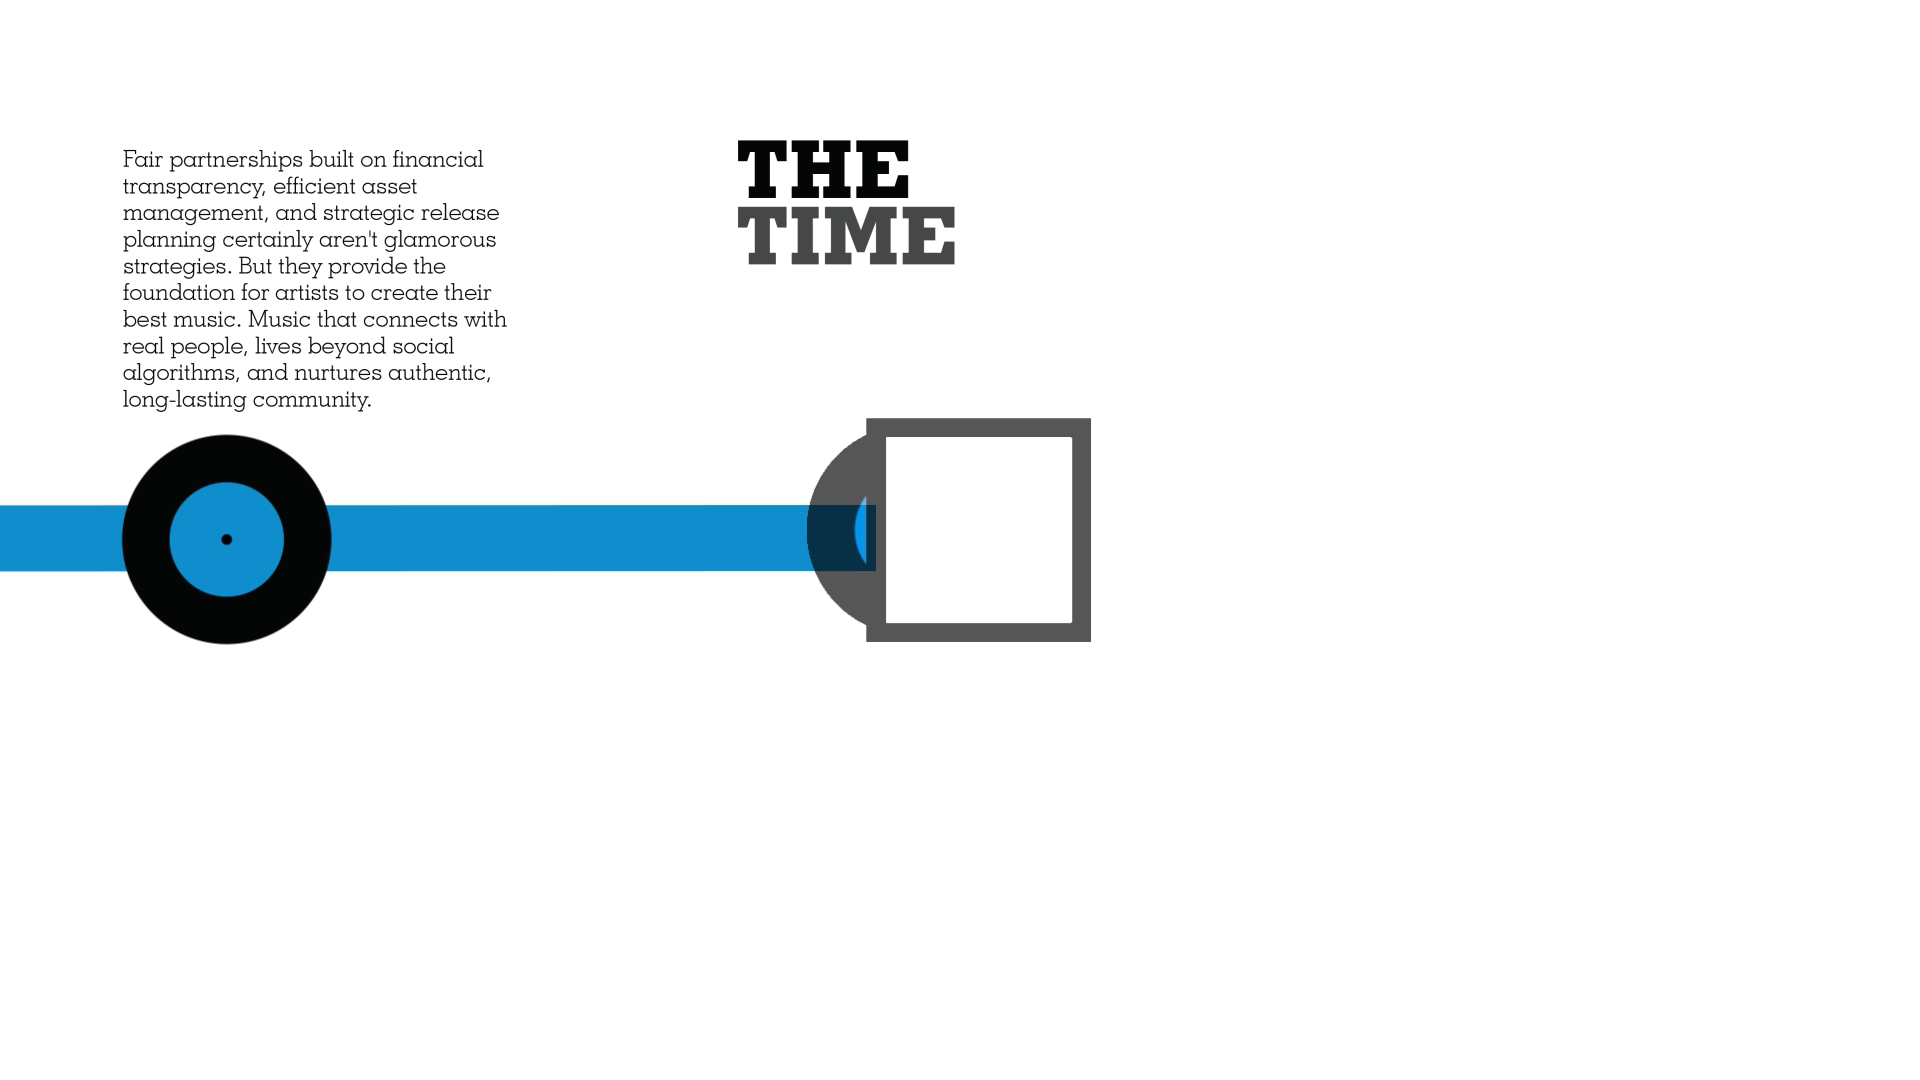 Fair partnerships built on financial
transparency, efficient asset
management, and strategic release
planning certainly aren't glamorous
strategies. But they provide the
foundation for artists to create their
best music. Music that connects with
real people, lives beyond social
algorithms, and nurtures authentic,
long-lasting community.
THE
TIME